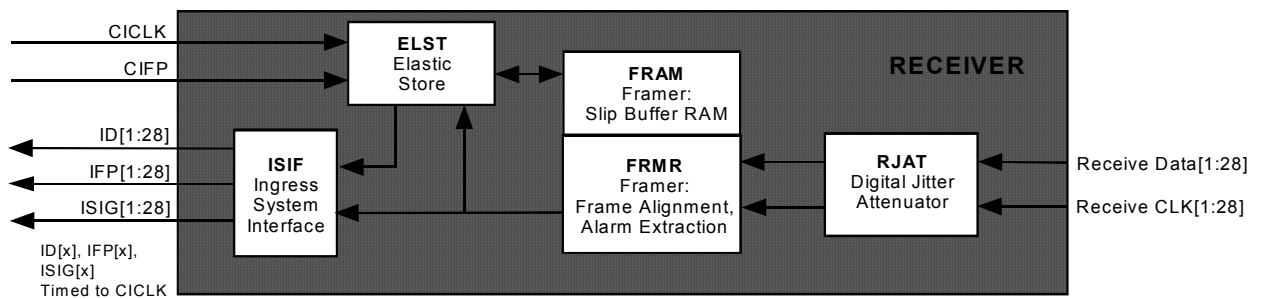 CICLK
CIFP
ELST
Elastic
Store
FRAM
Framer:
Slip Buffer RAM
RECEIVER
ID[1:28]
IFP[1:28]
ISIG[1:28]
ISIF
Ingress
System
Interface
FRMR
Framer:
Frame Alignment,
Alarm Extraction
RJAT
Digital Jitter
Attenuator
Receive Data[1:28]
Receive CLK[1:28]
ID[x], IFP[x],
ISIG[x]
Timed to CICLK